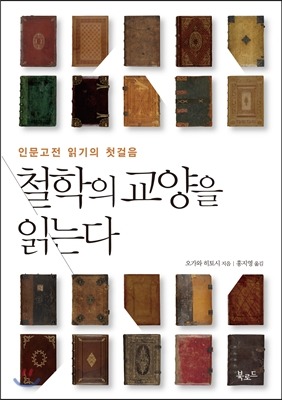 인문고전 읽기의 첫걸음
철학의 교양을
읽는다
오가와 히토시 지음 | 홍지영 옮김
북로드